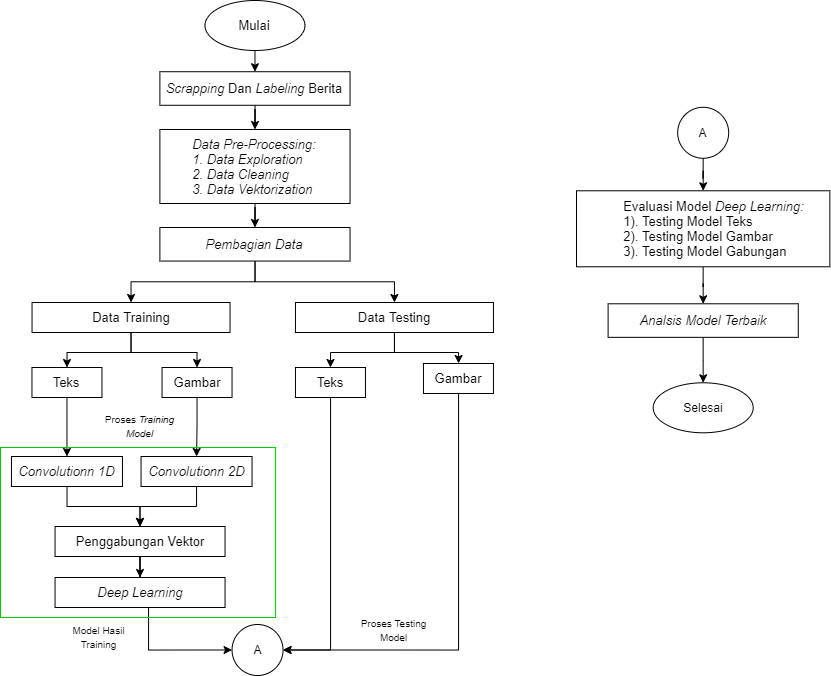 Mulai
Scrapping Dan Labeling Berita
Data Pre-Processing:
1. Data Exploration
2. Data Cleaning
3. Data Vektorization
Pembagian Data
Data Training
Data Testing
Teks
Gambar
Teks
Gambar
Proses Training
Model
Convolutionn 1D
Convolutionn 2D
Penggabungan Vektor
Deep Learning
Model Hasil
Training
Proses Testing
Model
A
A
Evaluasi Model Deep Learning:
1). Testing Model Teks
2). Testing Model Gambar
3). Testing Model Gabungan
Analsis Model Terbaik
Selesai